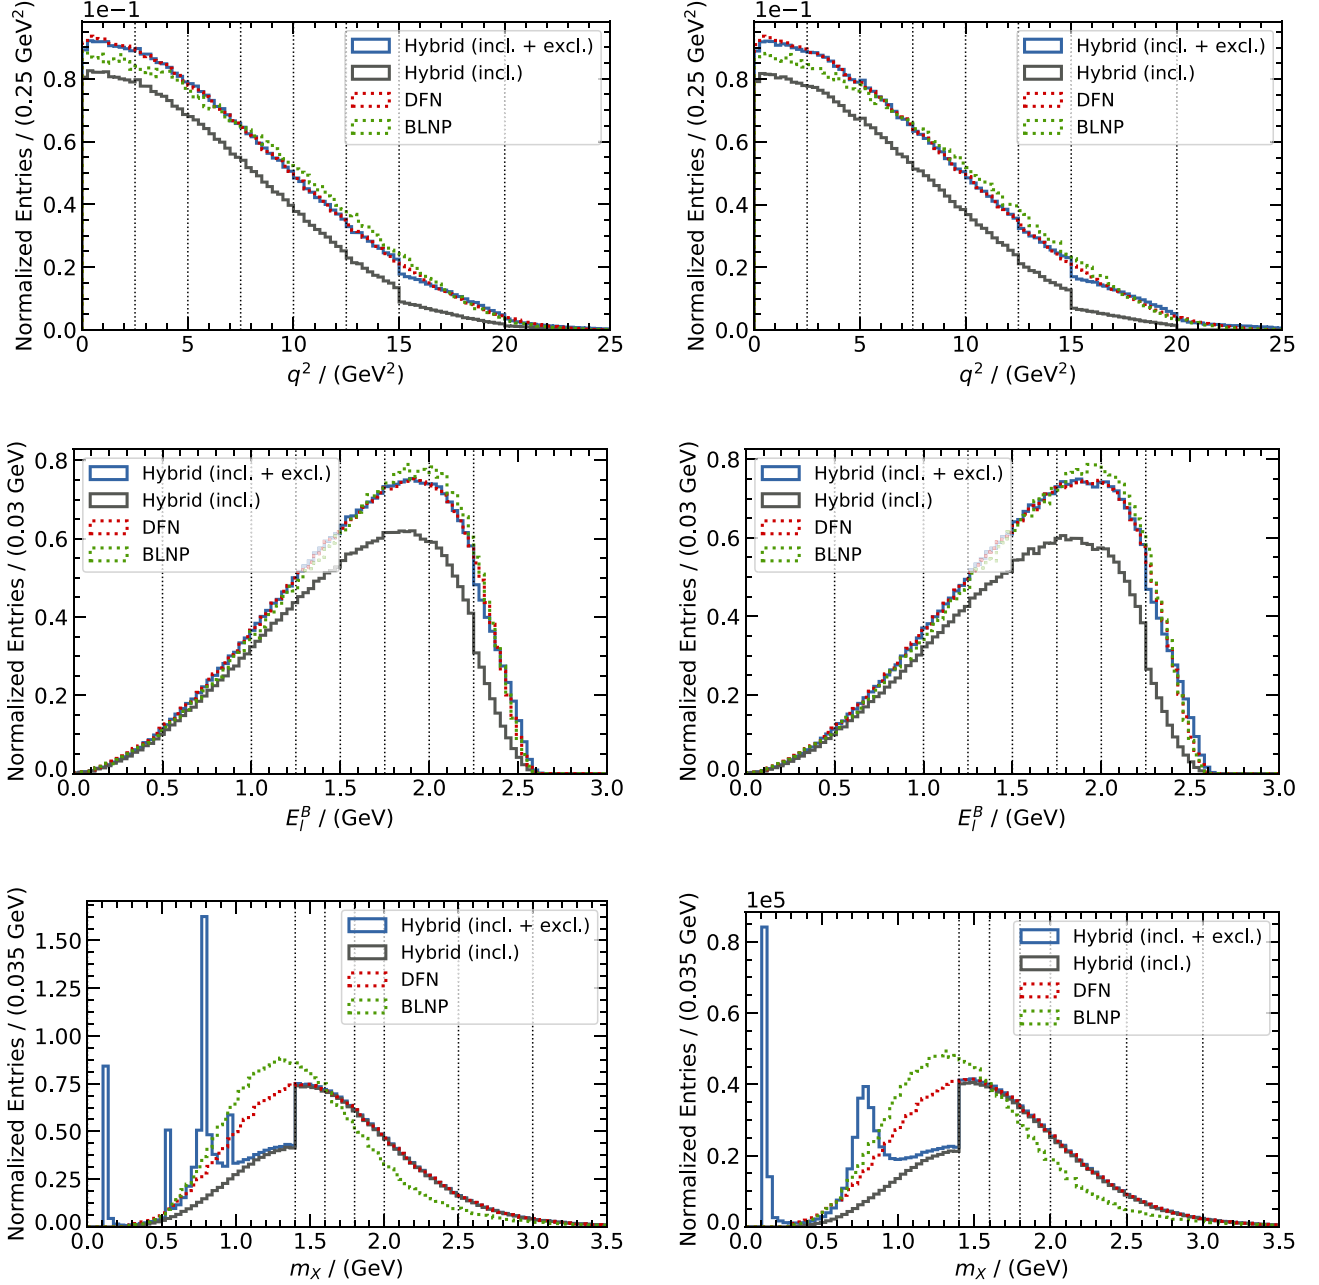 1e−1
Normalized Entries / (0.25 GeV²)
0.8
0.6
0.4
0.2
0.0
Hybrid (incl. + excl.)
Hybrid (incl.)
DFN
BLNP
0 5 10 15 20 25
q² / (GeV²)
1e−1
Normalized Entries / (0.25 GeV²)
0.8
0.6
0.4
0.2
0.0
Hybrid (incl. + excl.)
Hybrid (incl.)
DFN
BLNP
0 5 10 15 20 25
q² / (GeV²)
Normalized Entries / (0.03 GeV)
0.8
0.6
0.4
0.2
0.0
Hybrid (incl. + excl.)
Hybrid (incl.)
DFN
BLNP
0.0 0.5 1.0 1.5 2.0 2.5 3.0
E_l^B / (GeV)
Normalized Entries / (0.03 GeV)
0.8
0.6
0.4
0.2
0.0
Hybrid (incl. + excl.)
Hybrid (incl.)
DFN
BLNP
0.0 0.5 1.0 1.5 2.0 2.5 3.0
E_l^B / (GeV)
Normalized Entries / (0.035 GeV)
1.50
1.25
1.00
0.75
0.50
0.25
0.00
Hybrid (incl. + excl.)
Hybrid (incl.)
DFN
BLNP
0.0 0.5 1.0 1.5 2.0 2.5 3.0 3.5
m_X / (GeV)
1e5
Normalized Entries / (0.035 GeV)
0.8
0.6
0.4
0.2
0.0
Hybrid (incl. + excl.)
Hybrid (incl.)
DFN
BLNP
0.0 0.5 1.0 1.5 2.0 2.5 3.0 3.5
m_X / (GeV)